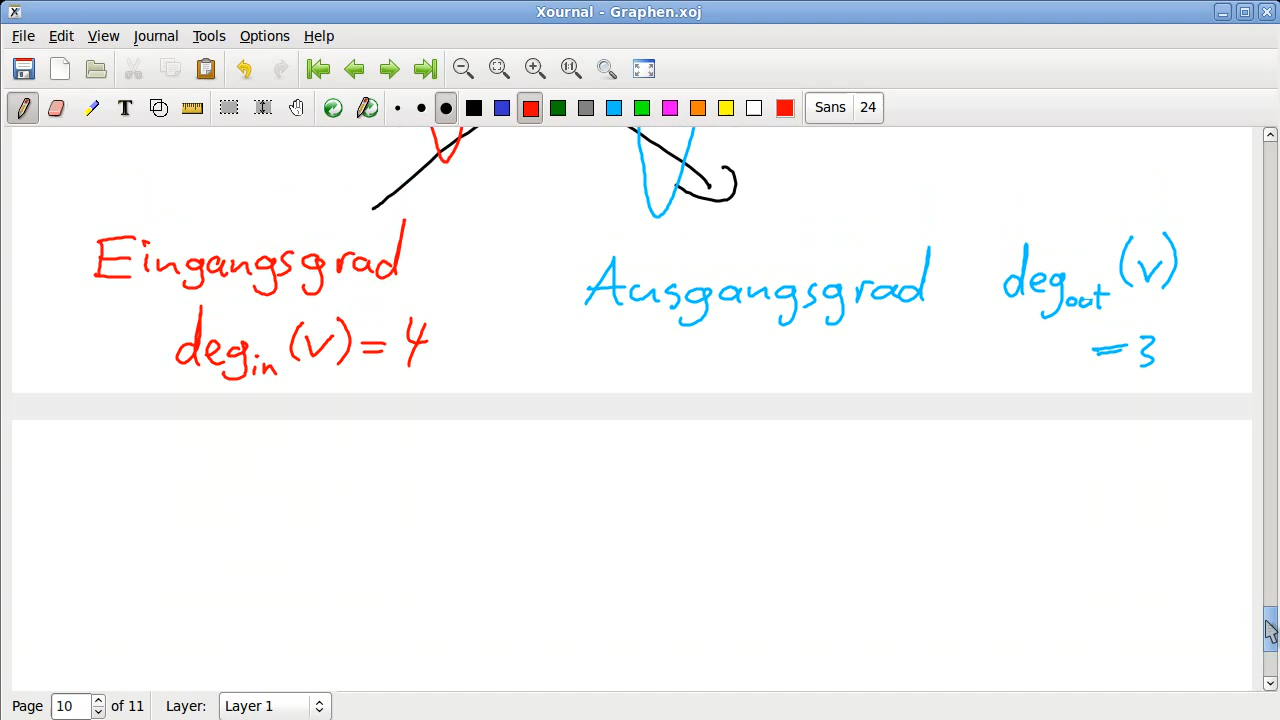 Xournal - Graphen.xoj
File Edit View Journal Tools Options Help
T Sans 24
Eingangsgrad
deg_in (v) = 4
Ausgangsgrad deg_out (v)
= 3
Page 10 of 11 Layer: Layer 1